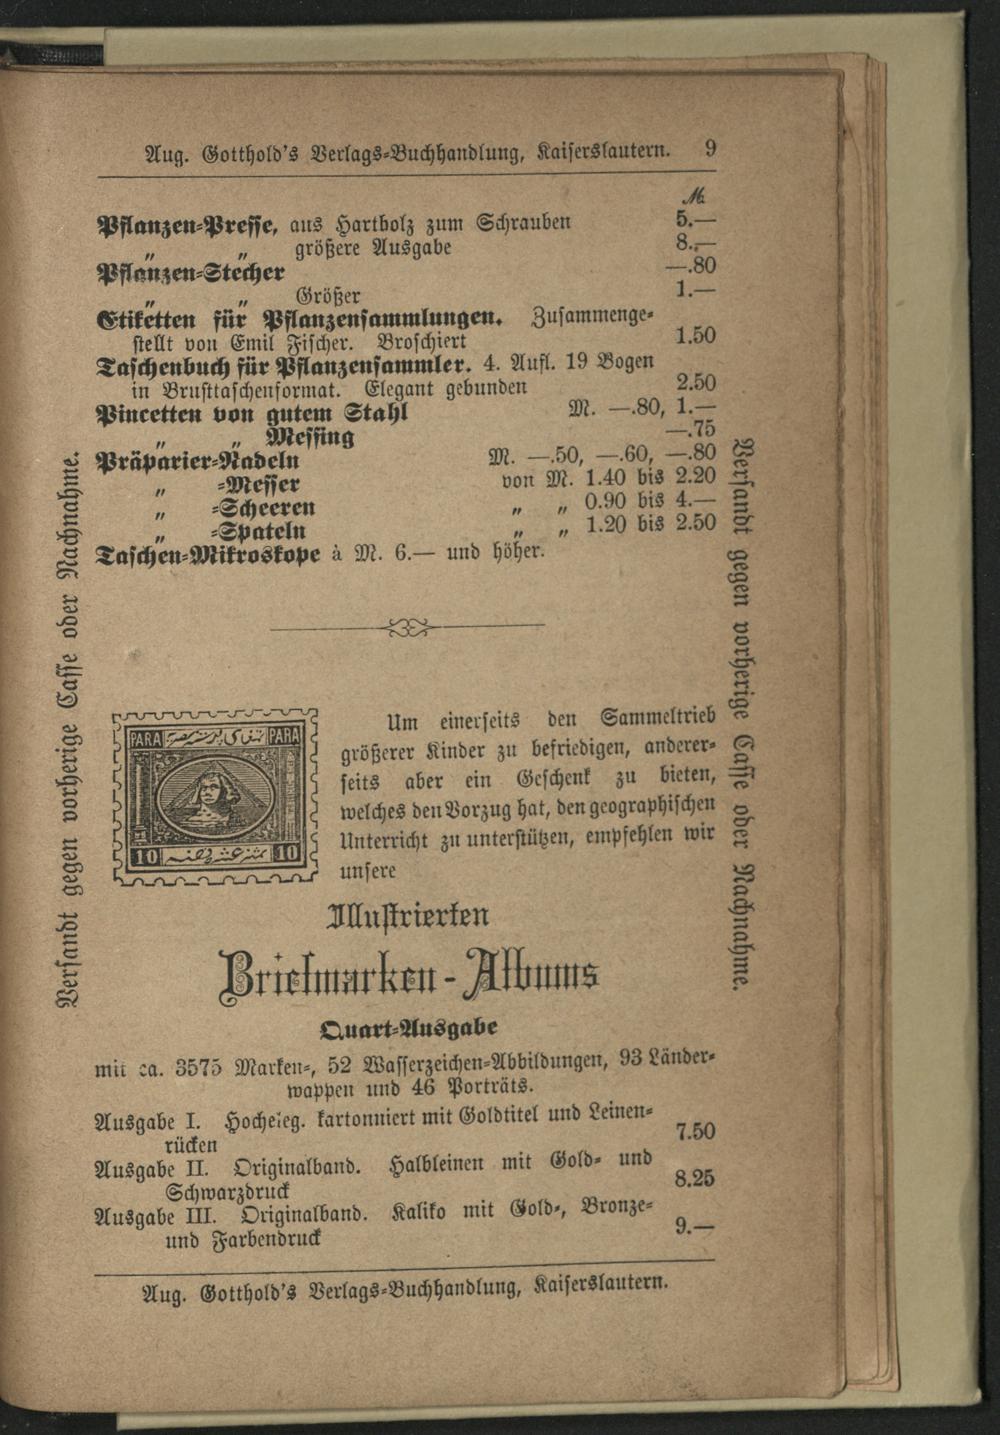 Aug. Gotthold's Verlags-Buchhandlung, Kaiserslautern. 9
M
Pflanzen-Presse, aus Hartholz zum Schrauben 5.—
„ „ größere Ausgabe 8.—
Pflanzen-Stecher —.80
„ „ Größer 1.—
Etiketten für Pflanzensammlungen. Zusammenge-
stellt von Emil Fischer. Broschiert 1.50
Taschenbuch für Pflanzensammler. 4. Aufl. 19 Bogen
in Brusttaschenformat. Elegant gebunden 2.50
Pincetten von gutem Stahl M. —.80, 1.—
„ „ Messing —.75
Präparier-Nadeln M. —.50, —.60, —.80
„ -Messer von M. 1.40 bis 2.20
„ -Scheeren „ „ 0.90 bis 4.—
„ -Spateln „ „ 1.20 bis 2.50
Taschen-Mikroskope à M. 6.— und höher.
Versandt gegen vorherige Casse oder Nachnahme.
Versandt gegen vorherige Casse oder Nachnahme.
PARA PARA
10 10
Um einerseits den Sammeltrieb
größerer Kinder zu befriedigen, anderer-
seits aber ein Geschenk zu bieten,
welches den Vorzug hat, den geographischen
Unterricht zu unterstützen, empfehlen wir
unsere
Illustrierten
Briefmarken-Albums
Quart-Ausgabe
mit ca. 3575 Marken-, 52 Wasserzeichen-Abbildungen, 93 Länder-
wappen und 46 Porträts.
Ausgabe I. Hocheleg. kartonniert mit Goldtitel und Leinen-
rücken 7.50
Ausgabe II. Originalband. Halbleinen mit Gold- und
Schwarzdruck 8.25
Ausgabe III. Originalband. Kaliko mit Gold-, Bronze-
und Farbendruck 9.—
Aug. Gotthold's Verlags-Buchhandlung, Kaiserslautern.